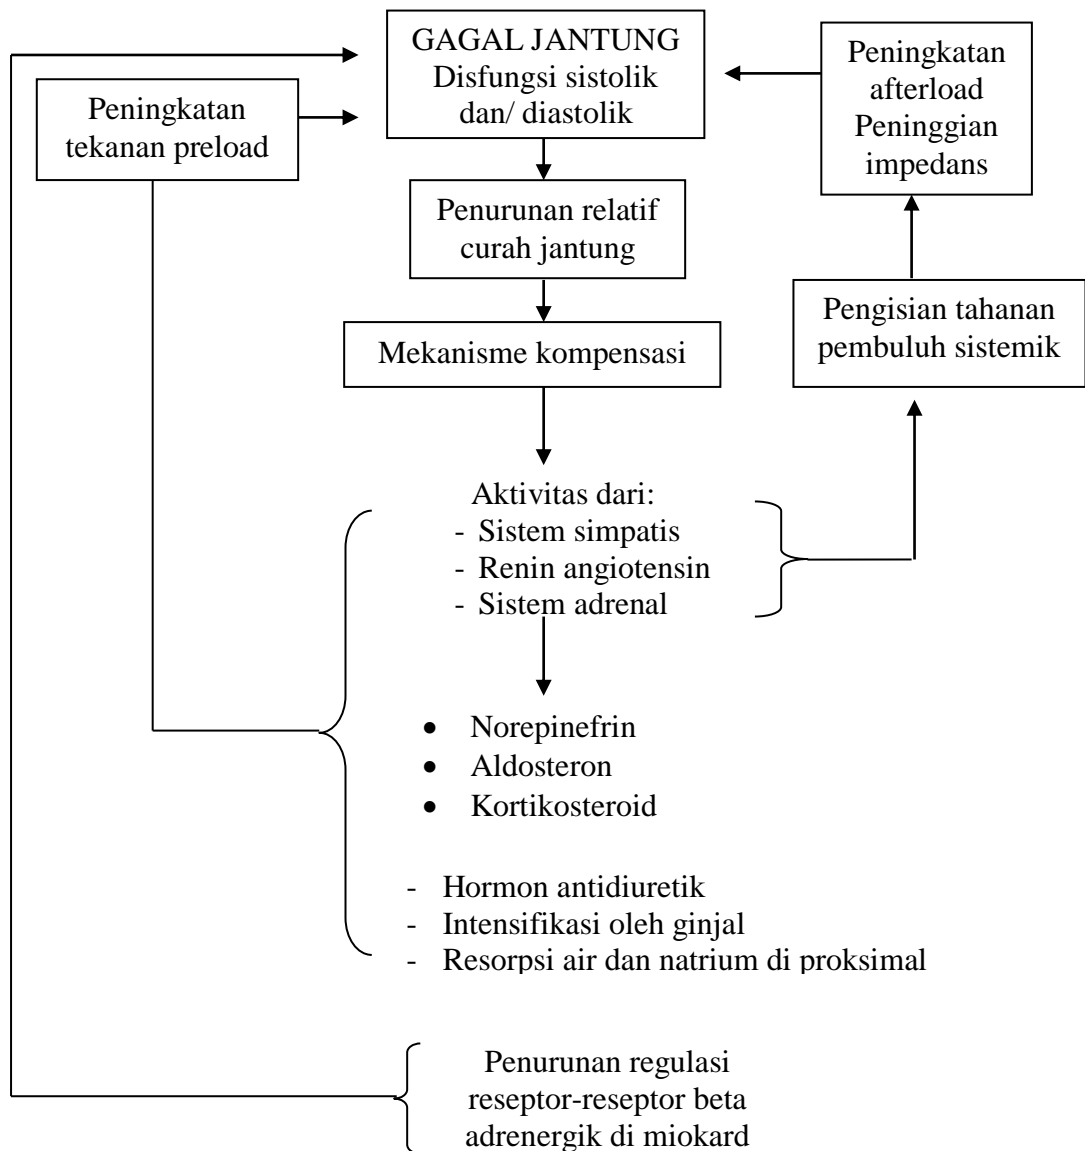 GAGAL JANTUNG
Disfungsi sistolik
dan/ diastolik
Peningkatan
afterload
Peninggian
impedans
Peningkatan
tekanan preload
Penurunan relatif
curah jantung
Pengisian tahanan
pembuluh sistemik
Mekanisme kompensasi
Aktivitas dari:
- Sistem simpatis
- Renin angiotensin
- Sistem adrenal
• Norepinefrin
• Aldosteron
• Kortikosteroid
- Hormon antidiuretik
- Intensifikasi oleh ginjal
- Resorpsi air dan natrium di proksimal
Penurunan regulasi
reseptor-reseptor beta
adrenergik di miokard